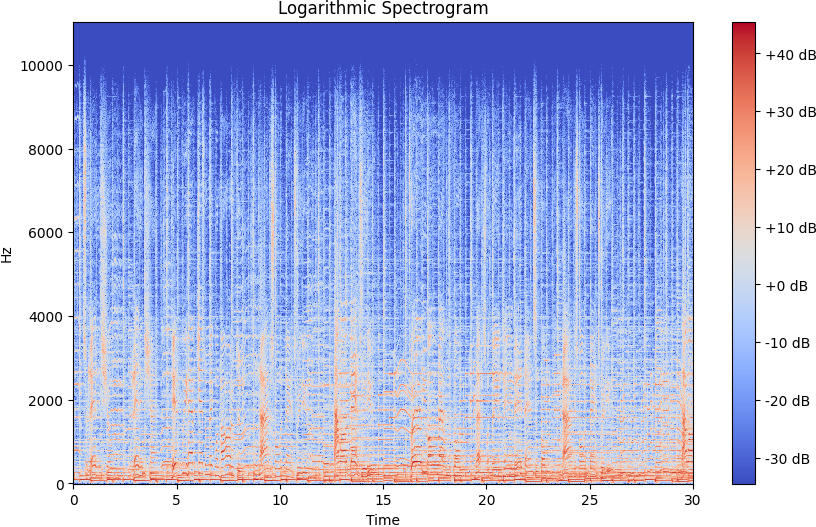 Logarithmic Spectrogram
Hz
10000
8000
6000
4000
2000
0
0 5 10 15 20 25 30
Time
+40 dB
+30 dB
+20 dB
+10 dB
+0 dB
-10 dB
-20 dB
-30 dB